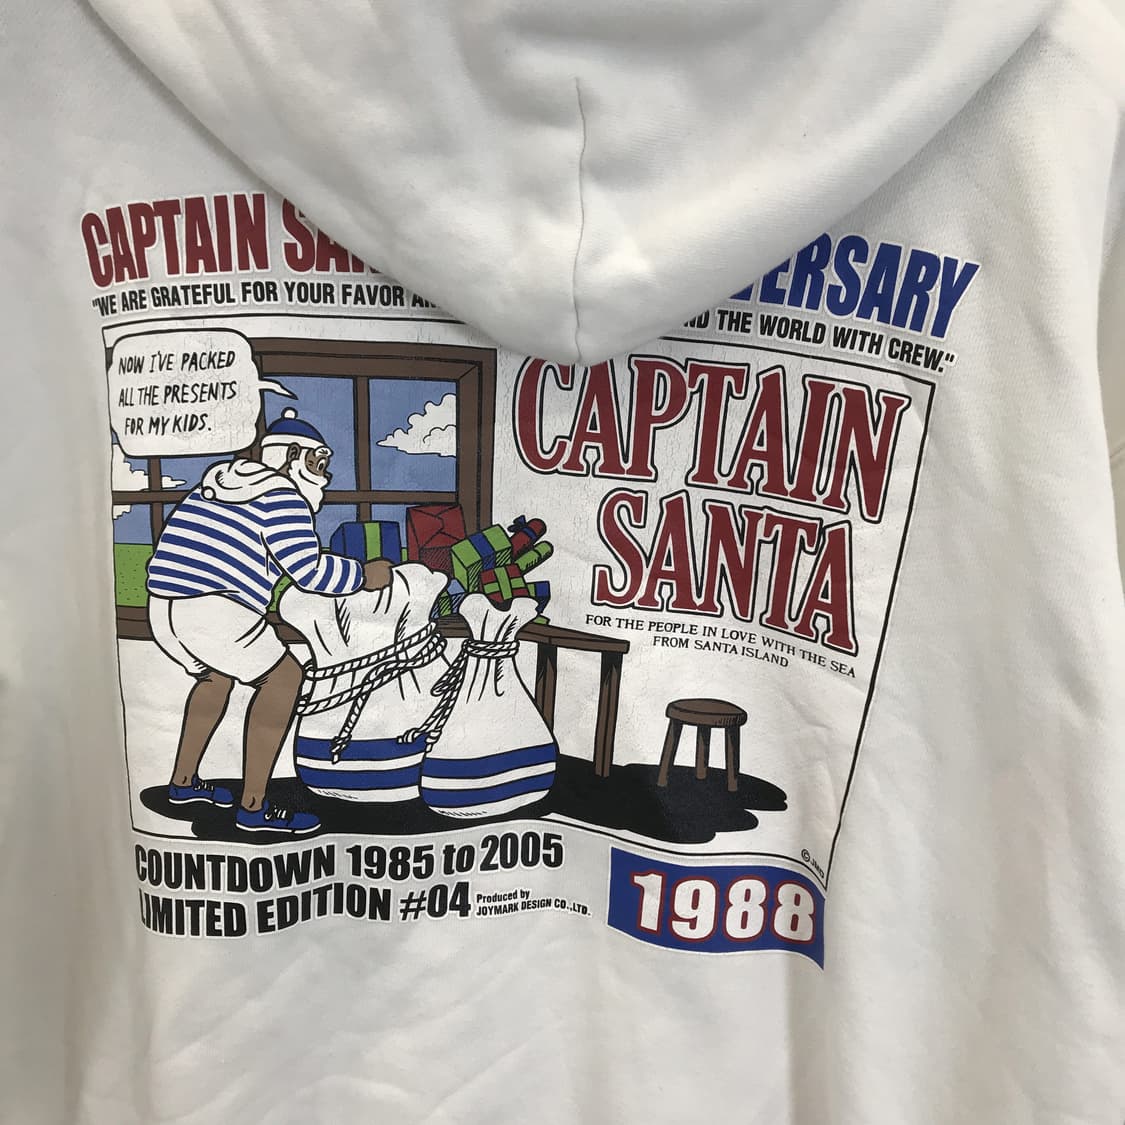 CAPTAIN SAN
ERSARY
"WE ARE GRATEFUL FOR YOUR FAVOR
THE WORLD WITH CREW."
NOW I'VE PACKED
ALL THE PRESENTS
FOR MY KIDS.
CAPTAIN
SANTA
FOR THE PEOPLE IN LOVE WITH THE SEA
FROM SANTA ISLAND
© JMD
COUNTDOWN 1985 to 2005
LIMITED EDITION #04
Produced by
JOYMARK DESIGN CO.,LTD.
1988